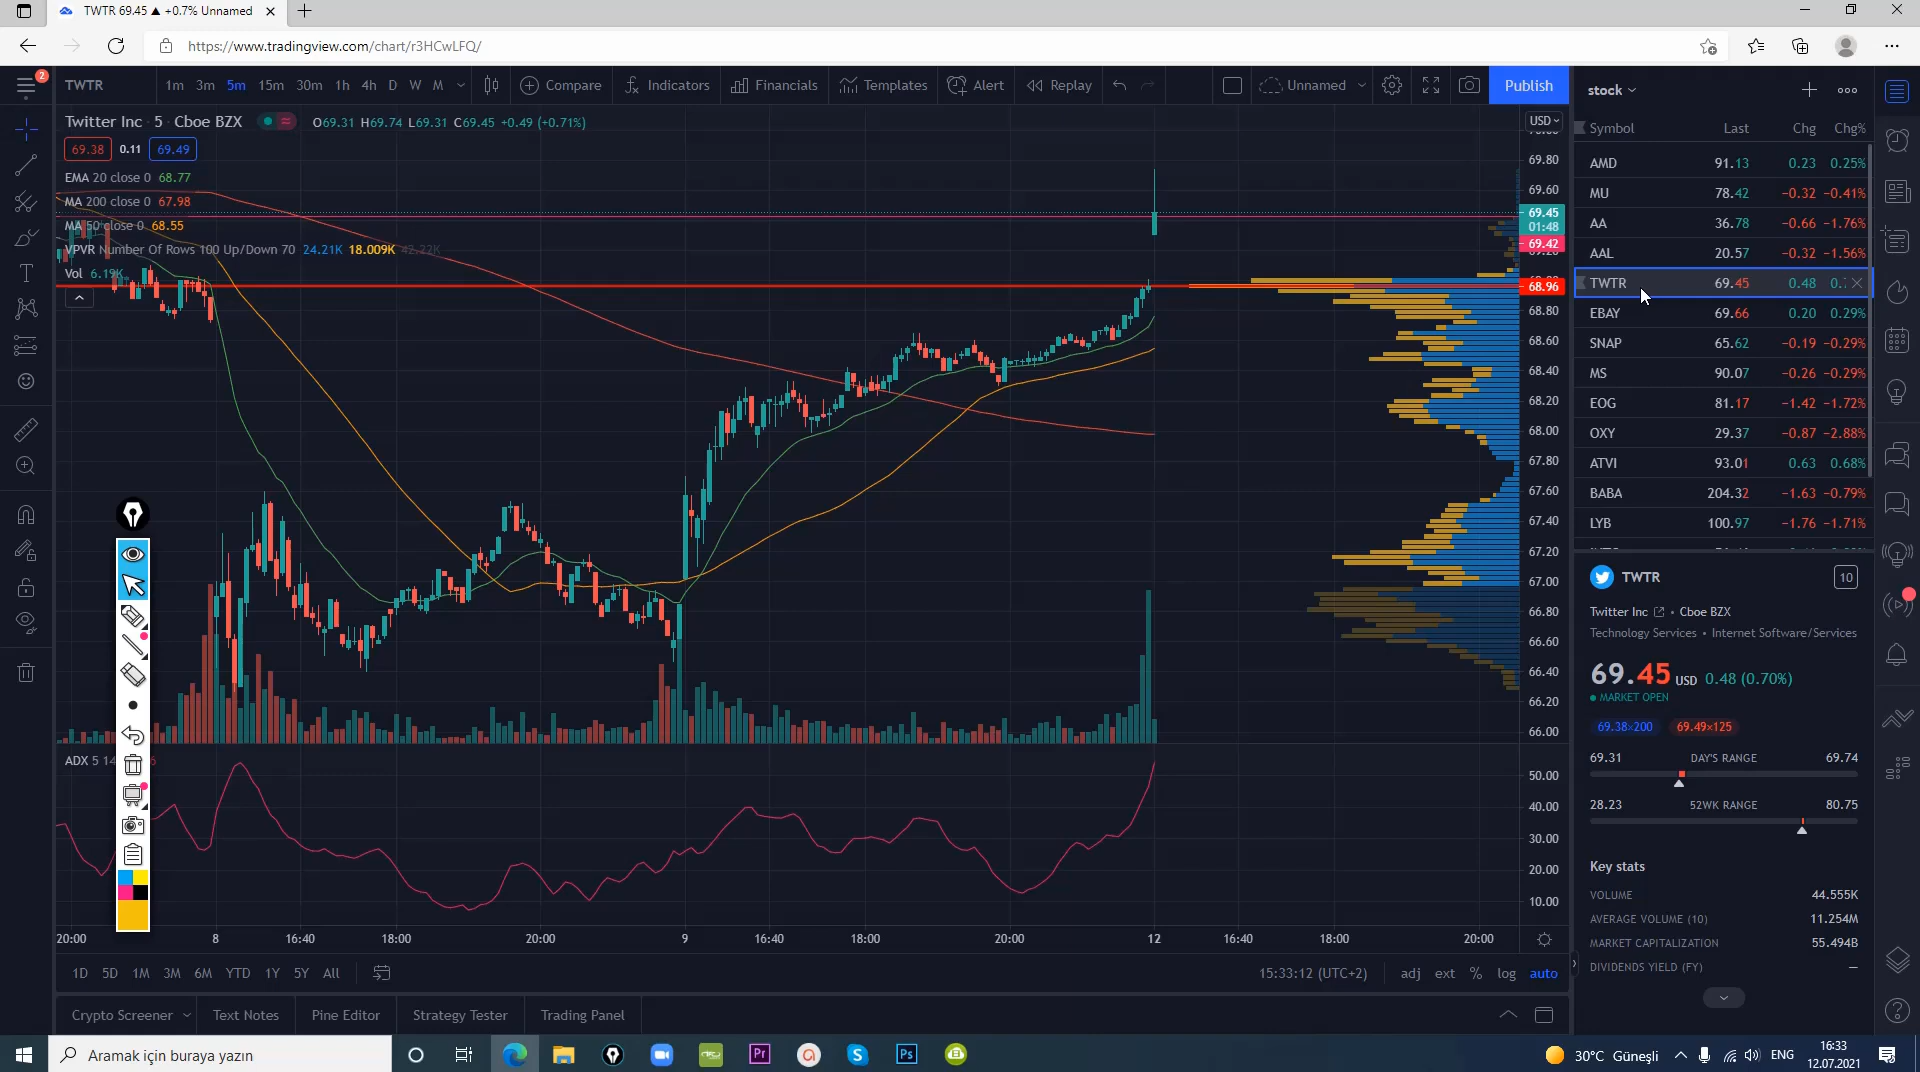 TWTR 69.45 ▲ +0.7% Unnamed
https://www.tradingview.com/chart/r3HCwLFQ/
2
TWTR 1m 3m 5m 15m 30m 1h 4h D W M Compare Indicators Financials Templates Alert Replay Unnamed Publish
Twitter Inc · 5 · Cboe BZX O69.31 H69.74 L69.31 C69.45 +0.49 (+0.71%)
69.38 0.11 69.49
EMA 20 close 0 68.77
MA 200 close 0 67.98
MA 50 close 0 68.55
VPVR Number Of Rows 100 Up/Down 70 24.21K 18.009K 42.22K
Vol 6.19K
USD
69.80
69.60
69.45
01:48
69.42
69.20
68.96
68.80
68.60
68.40
68.20
68.00
67.80
67.60
67.40
67.20
67.00
66.80
66.60
66.40
66.20
66.00
ADX 5 14
50.00
40.00
30.00
20.00
10.00
20:00 8 16:40 18:00 20:00 9 16:40 18:00 20:00 12 16:40 18:00 20:00
1D 5D 1M 3M 6M YTD 1Y 5Y All 15:33:12 (UTC+2) adj ext % log auto
Crypto Screener Text Notes Pine Editor Strategy Tester Trading Panel
stock
Symbol Last Chg Chg%
AMD 91.13 0.23 0.25%
MU 78.42 −0.32 −0.41%
AA 36.78 −0.66 −1.76%
AAL 20.57 −0.32 −1.56%
TWTR 69.45 0.48
EBAY 69.66 0.20 0.29%
SNAP 65.62 −0.19 −0.29%
MS 90.07 −0.26 −0.29%
EOG 81.17 −1.42 −1.72%
OXY 29.37 −0.87 −2.88%
ATVI 93.01 0.63 0.68%
BABA 204.32 −1.63 −0.79%
LYB 100.97 −1.76 −1.71%
TWTR 10
Twitter Inc • Cboe BZX
Technology Services • Internet Software/Services
69.45 USD 0.48 (0.70%)
MARKET OPEN
69.38×200 69.49×125
69.31 DAY'S RANGE 69.74
28.23 52WK RANGE 80.75
Key stats
VOLUME 44.555K
AVERAGE VOLUME (10) 11.254M
MARKET CAPITALIZATION 55.494B
DIVIDENDS YIELD (FY) —
Aramak için buraya yazın
Pr
Ps
30°C Güneşli
ENG
16:33
12.07.2021